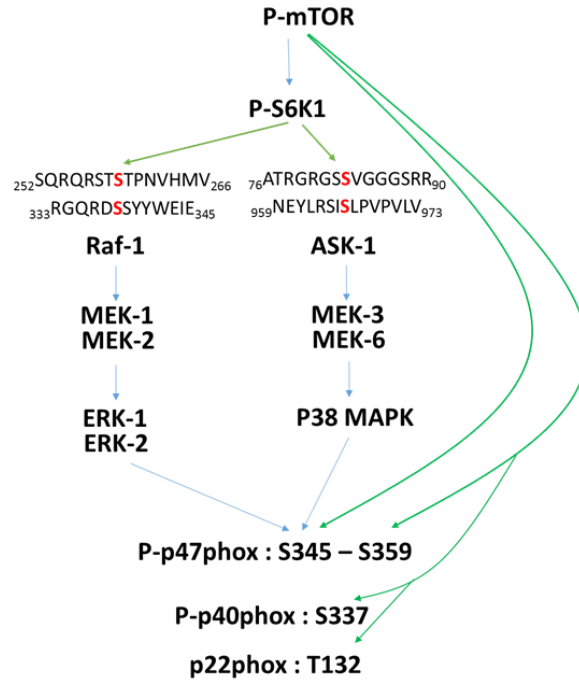 P-mTOR
P-S6K1
252SQRQRSTSTPNVHMV266
333RGQRDSSYYWEIE345
Raf-1
76ATRGRGSSVGGGSRR90
959NEYLRSISLPVPVLV973
ASK-1
MEK-1
MEK-2
MEK-3
MEK-6
ERK-1
ERK-2
P38 MAPK
P-p47phox : S345 – S359
P-p40phox : S337
p22phox : T132